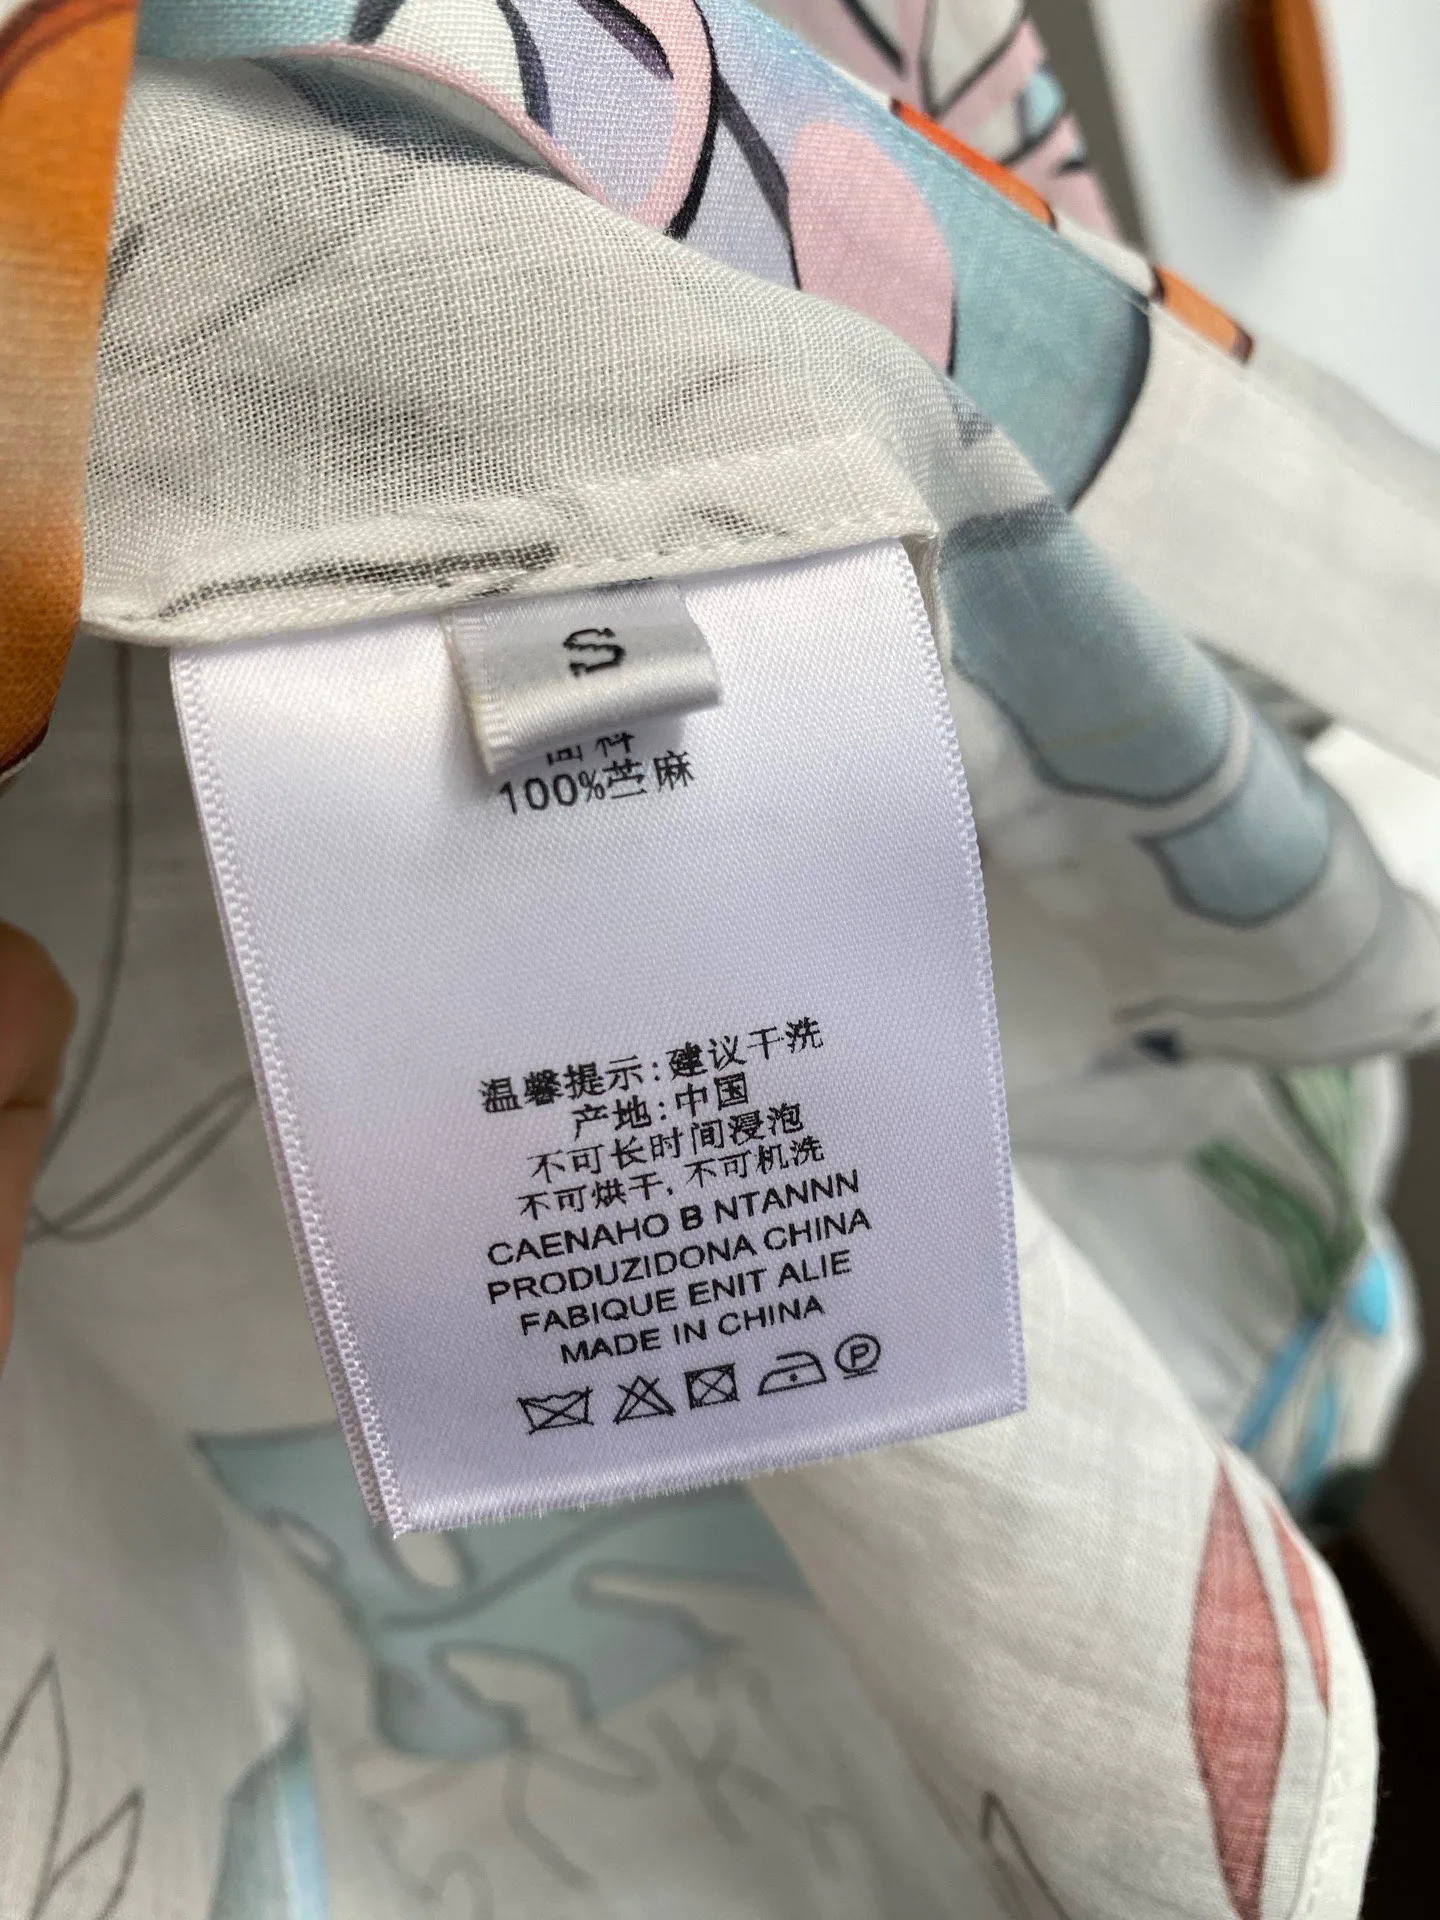 S
面料
100%苎麻
温馨提示:建议干洗
产地:中国
不可长时间浸泡
不可烘干,不可机洗
CAENAHO B NTANNN
PRODUZIDONA CHINA
FABIQUE ENIT ALIE
MADE IN CHINA
P